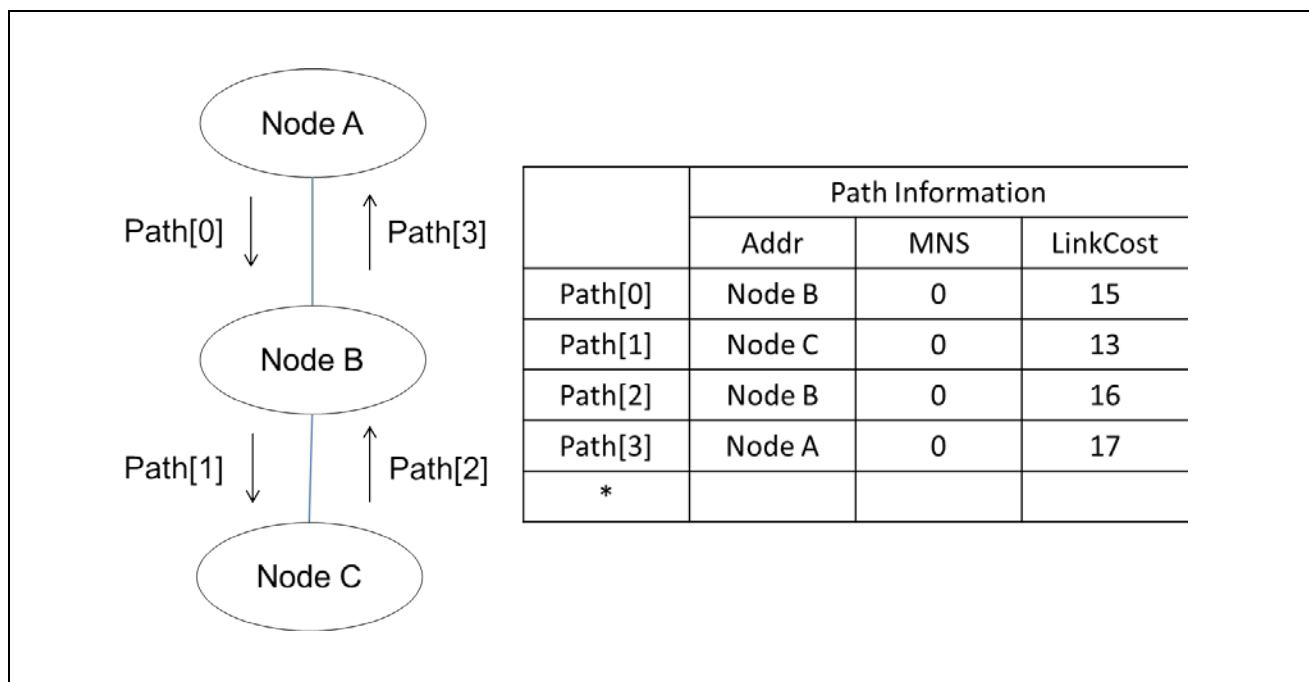 Node A
Path[0]
Path[3]
Node B
Path[1]
Path[2]
Node C
Path Information
Addr MNS LinkCost
Path[0] Node B 0 15
Path[1] Node C 0 13
Path[2] Node B 0 16
Path[3] Node A 0 17
*